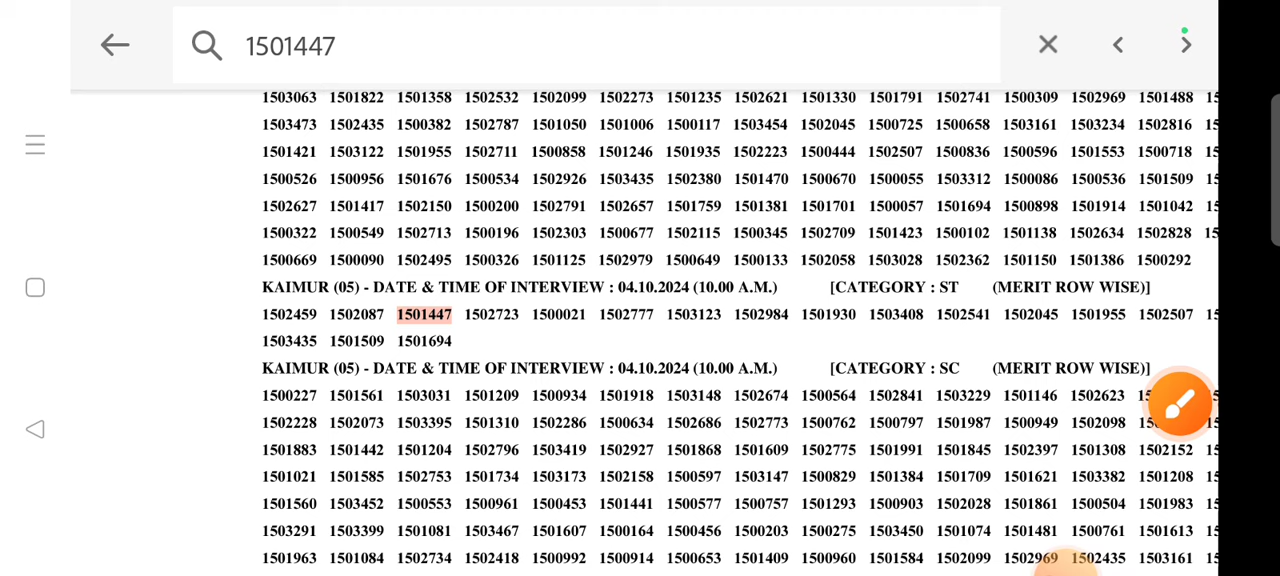 1501447
1503063 1501822 1501358 1502532 1502099 1502273 1501235 1502621 1501330 1501791 1502741 1500309 1502969 1501488
1503473 1502435 1500382 1502787 1501050 1501006 1500117 1503454 1502045 1500725 1500658 1503161 1503234 1502816
1501421 1503122 1501955 1502711 1500858 1501246 1501935 1502223 1500444 1502507 1500836 1500596 1501553 1500718
1500526 1500956 1501676 1500534 1502926 1503435 1502380 1501470 1500670 1500055 1503312 1500086 1500536 1501509
1502627 1501417 1502150 1500200 1502791 1502657 1501759 1501381 1501701 1500057 1501694 1500898 1501914 1501042
1500322 1500549 1502713 1500196 1502303 1500677 1502115 1500345 1502709 1501423 1500102 1501138 1502634 1502828
1500669 1500090 1502495 1500326 1501125 1502979 1500649 1500133 1502058 1503028 1502362 1501150 1501386 1500292
KAIMUR (05) - DATE & TIME OF INTERVIEW : 04.10.2024 (10.00 A.M.) [CATEGORY : ST (MERIT ROW WISE)]
1502459 1502087 1501447 1502723 1500021 1502777 1503123 1502984 1501930 1503408 1502541 1502045 1501955 1502507
1503435 1501509 1501694
KAIMUR (05) - DATE & TIME OF INTERVIEW : 04.10.2024 (10.00 A.M.) [CATEGORY : SC (MERIT ROW WISE)]
1500227 1501561 1503031 1501209 1500934 1501918 1503148 1502674 1500564 1502841 1503229 1501146 1502623
1502228 1502073 1503395 1501310 1502286 1500634 1502686 1502773 1500762 1500797 1501987 1500949 1502098
1501883 1501442 1501204 1502796 1503419 1502927 1501868 1501609 1502775 1501991 1501845 1502397 1501308 1502152
1501021 1501585 1502753 1501734 1503173 1502158 1500597 1503147 1500829 1501384 1501709 1501621 1503382 1501208
1501560 1503452 1500553 1500961 1500453 1501441 1500577 1500757 1501293 1500903 1502028 1501861 1500504 1501983
1503291 1503399 1501081 1503467 1501607 1500164 1500456 1500203 1500275 1503450 1501074 1501481 1500761 1501613
1501963 1501084 1502734 1502418 1500992 1500914 1500653 1501409 1500960 1501584 1502099 1502969 1502435 1503161